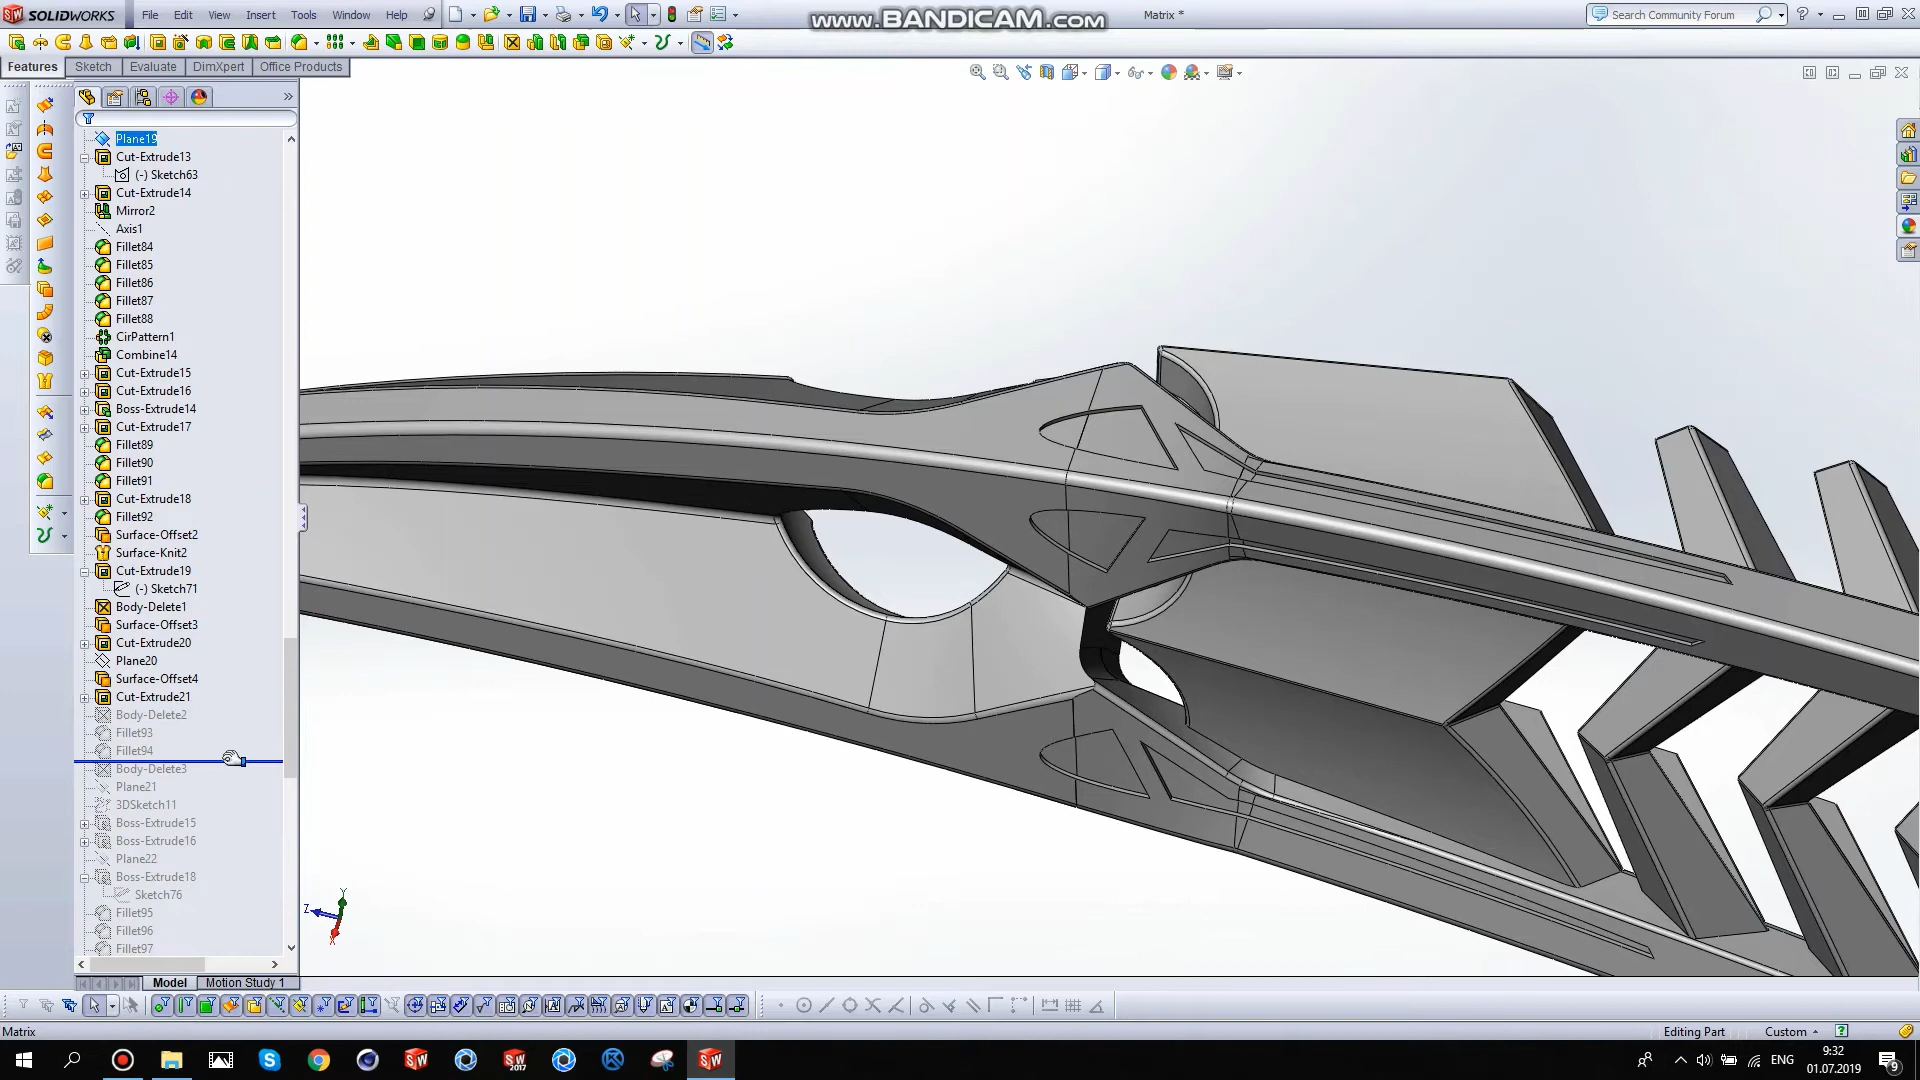 SOLIDWORKS File Edit View Insert Tools Window Help
www.BANDICAM.com
Matrix *
Search Community Forum
Features Sketch Evaluate DimXpert Office Products
Plane19
Cut-Extrude13
(-) Sketch63
Cut-Extrude14
Mirror2
Axis1
Fillet84
Fillet85
Fillet86
Fillet87
Fillet88
CirPattern1
Combine14
Cut-Extrude15
Cut-Extrude16
Boss-Extrude14
Cut-Extrude17
Fillet89
Fillet90
Fillet91
Cut-Extrude18
Fillet92
Surface-Offset2
Surface-Knit2
Cut-Extrude19
(-) Sketch71
Body-Delete1
Surface-Offset3
Cut-Extrude20
Plane20
Surface-Offset4
Cut-Extrude21
Body-Delete2
Fillet93
Fillet94
Body-Delete3
Plane21
3DSketch11
Boss-Extrude15
Boss-Extrude16
Plane22
Boss-Extrude18
Sketch76
Fillet95
Fillet96
Fillet97
Y
Z
X
Model Motion Study 1
Matrix
Editing Part Custom
2017
ENG
9:32
01.07.2019
9